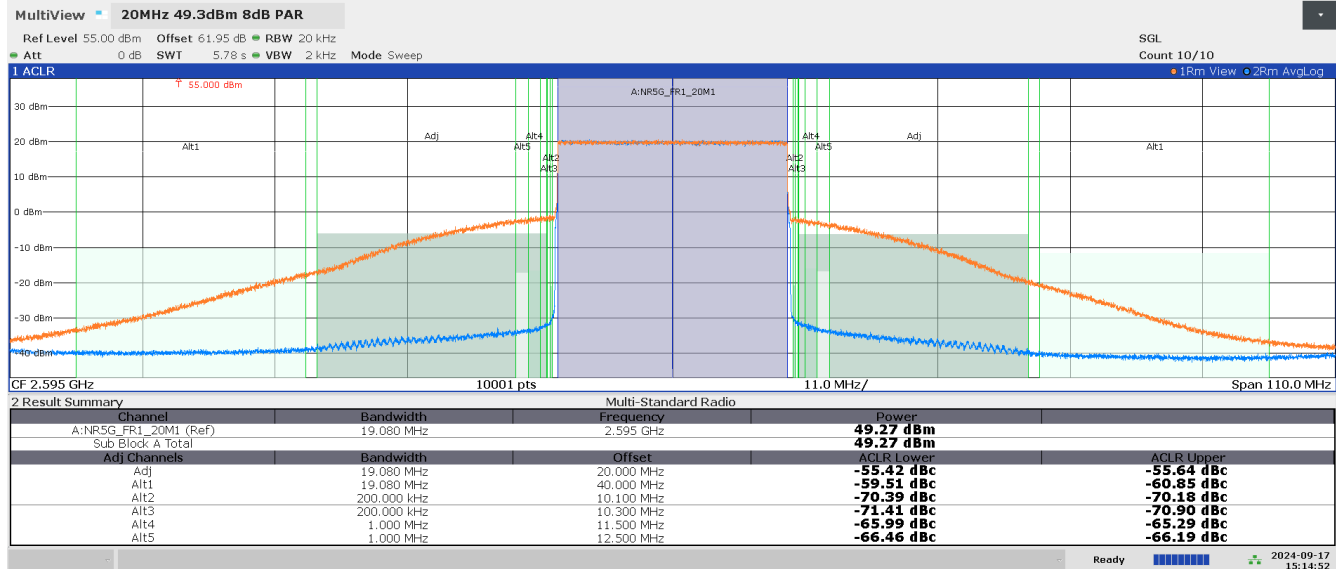 MultiView 20MHz 49.3dBm 8dB PAR
Ref Level 55.00 dBm Offset 61.95 dB RBW 20 kHz SGL
Att 0 dB SWT 5.78 s VBW 2 kHz Mode Sweep Count 10/10
1 ACLR 1Rm View 2Rm AvgLog
55.000 dBm
A:NR5G_FR1_20M1
30 dBm
Adj Alt4 Alt4 Adj
20 dBm
Alt1 Alt5 Alt5 Alt1
Alt2 Alt2
Alt3 Alt3
10 dBm
0 dBm
-10 dBm
-20 dBm
-30 dBm
-40 dBm
CF 2.595 GHz 10001 pts 11.0 MHz/ Span 110.0 MHz
2 Result Summary Multi-Standard Radio
Channel Bandwidth Frequency Power
A:NR5G_FR1_20M1 (Ref) 19.080 MHz 2.595 GHz 49.27 dBm
Sub Block A Total 49.27 dBm
Adj Channels Bandwidth Offset ACLR Lower ACLR Upper
Adj 19.080 MHz 20.000 MHz -55.42 dBc -55.64 dBc
Alt1 19.080 MHz 40.000 MHz -59.51 dBc -60.85 dBc
Alt2 200.000 kHz 10.100 MHz -70.39 dBc -70.18 dBc
Alt3 200.000 kHz 10.300 MHz -71.41 dBc -70.90 dBc
Alt4 1.000 MHz 11.500 MHz -65.99 dBc -65.29 dBc
Alt5 1.000 MHz 12.500 MHz -66.46 dBc -66.19 dBc
Ready 2024-09-17
15:14:52